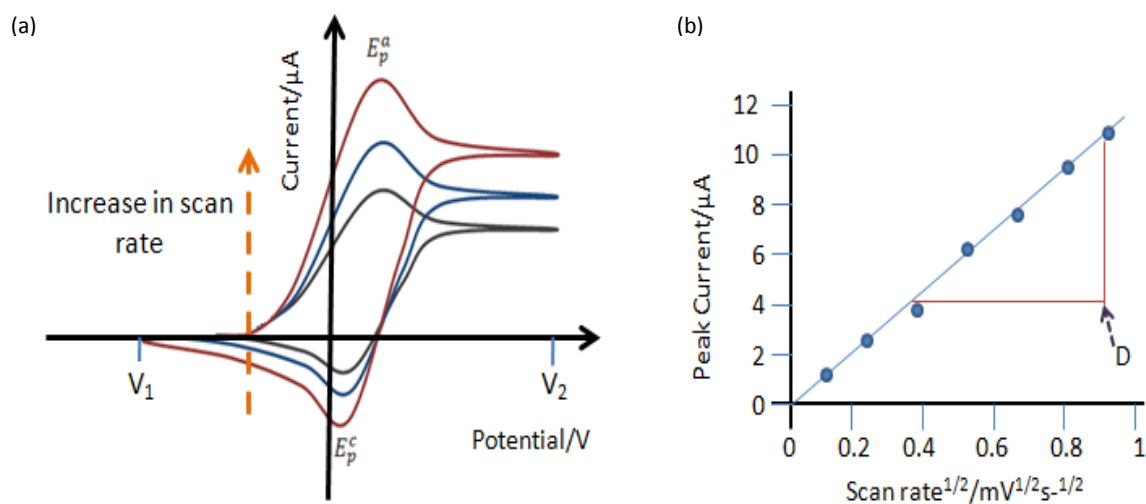 (a)
E_p^a
Current/μA
Increase in scan
rate
V₁
V₂
E_p^c
Potential/V
(b)
Peak Current/μA
12
10
8
6
4
2
0
D
0 0.2 0.4 0.6 0.8 1
Scan rate^1/2/mV^1/2s-^1/2